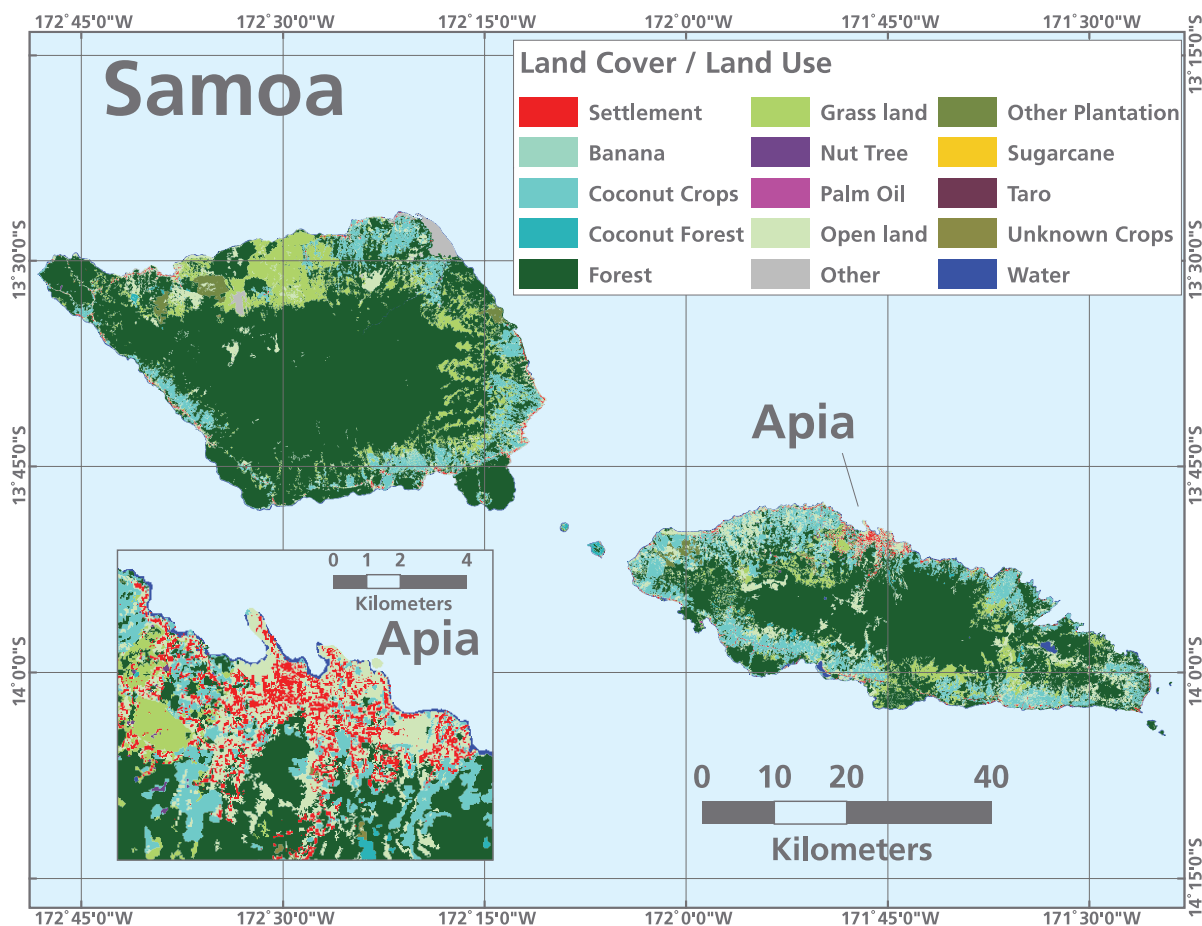 172°45'0"W 172°30'0"W 172°15'0"W 172°0'0"W 171°45'0"W 171°30'0"W
13°15'0"S
13°15'0"S
Samoa
Land Cover / Land Use
Settlement Grass land Other Plantation
Banana Nut Tree Sugarcane
Coconut Crops Palm Oil Taro
Coconut Forest Open land Unknown Crops
Forest Other Water
13°30'0"S
13°30'0"S
Apia
13°45'0"S
13°45'0"S
0 1 2 4
Kilometers
Apia
14°0'0"S
14°0'0"S
0 10 20 40
Kilometers
14°15'0"S
172°45'0"W 172°30'0"W 172°15'0"W 172°0'0"W 171°45'0"W 171°30'0"W